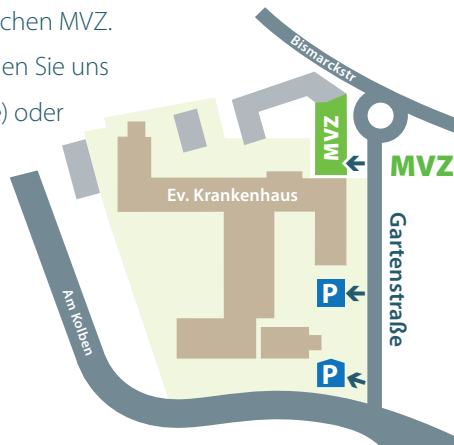 chen MVZ.
en Sie uns
) oder
Bismarckstr
MVZ
MVZ
Ev. Krankenhaus
Gartenstraße
P
Am Kolben
P